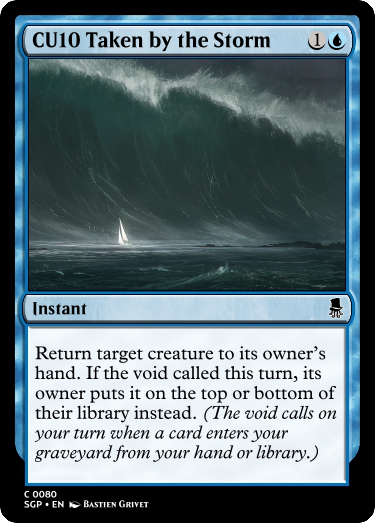 CU10 Taken by the Storm 1
Instant
Return target creature to its owner's
hand. If the void called this turn, its
owner puts it on the top or bottom of
their library instead. (The void calls on
your turn when a card enters your
graveyard from your hand or library.)
C 0080
SGP • EN BASTIEN GRIVET